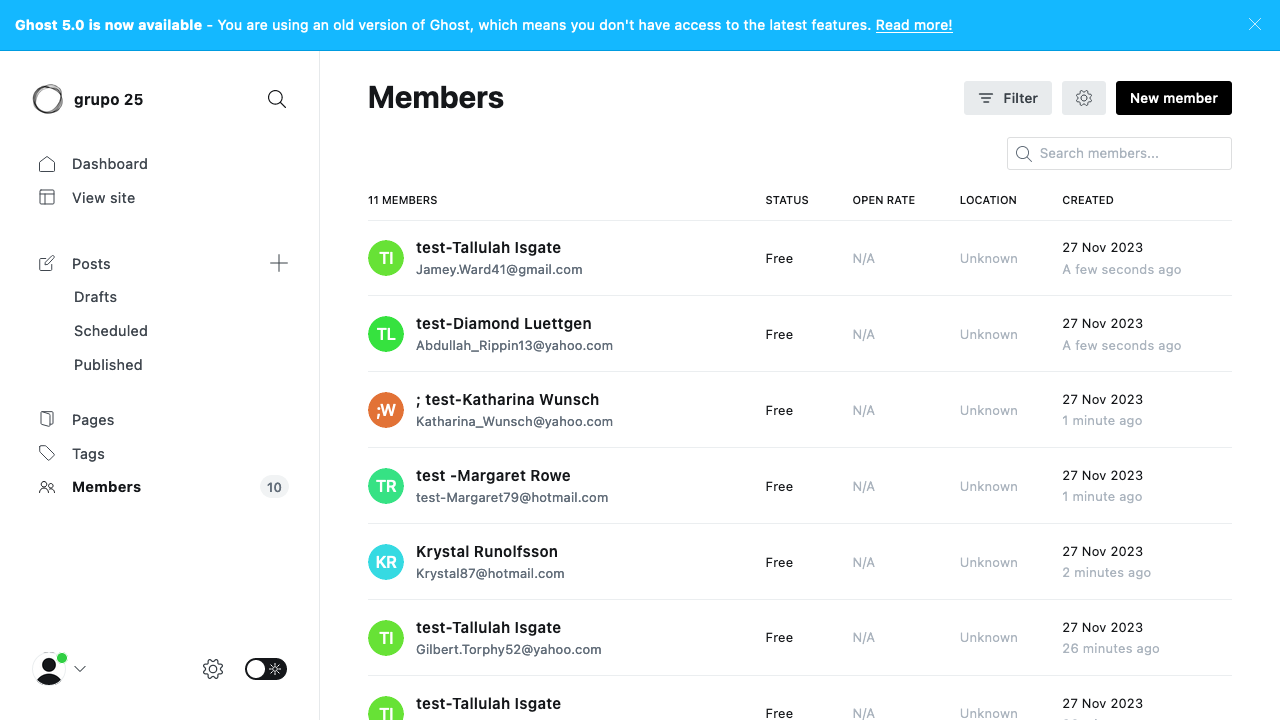 Ghost 5.0 is now available - You are using an old version of Ghost, which means you don't have access to the latest features. Read more!
grupo 25
Dashboard
View site
Posts
Drafts
Scheduled
Published
Pages
Tags
Members 10
Members
Filter
New member
Search members...
11 MEMBERS STATUS OPEN RATE LOCATION CREATED
TI test-Tallulah Isgate Jamey.Ward41@gmail.com Free N/A Unknown 27 Nov 2023 A few seconds ago
TL test-Diamond Luettgen Abdullah_Rippin13@yahoo.com Free N/A Unknown 27 Nov 2023 A few seconds ago
;W ; test-Katharina Wunsch Katharina_Wunsch@yahoo.com Free N/A Unknown 27 Nov 2023 1 minute ago
TR test -Margaret Rowe test-Margaret79@hotmail.com Free N/A Unknown 27 Nov 2023 1 minute ago
KR Krystal Runolfsson Krystal87@hotmail.com Free N/A Unknown 27 Nov 2023 2 minutes ago
TI test-Tallulah Isgate Gilbert.Torphy52@yahoo.com Free N/A Unknown 27 Nov 2023 26 minutes ago
TI test-Tallulah Isgate Free N/A Unknown 27 Nov 2023